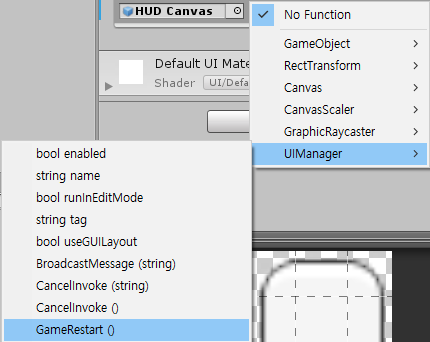 HUD Canvas
No Function
GameObject
RectTransform
Canvas
CanvasScaler
GraphicRaycaster
UIManager
Default UI Mate
Shader UI/Defa
bool enabled
string name
bool runInEditMode
string tag
bool useGUILayout
BroadcastMessage (string)
CancelInvoke (string)
CancelInvoke ()
GameRestart ()